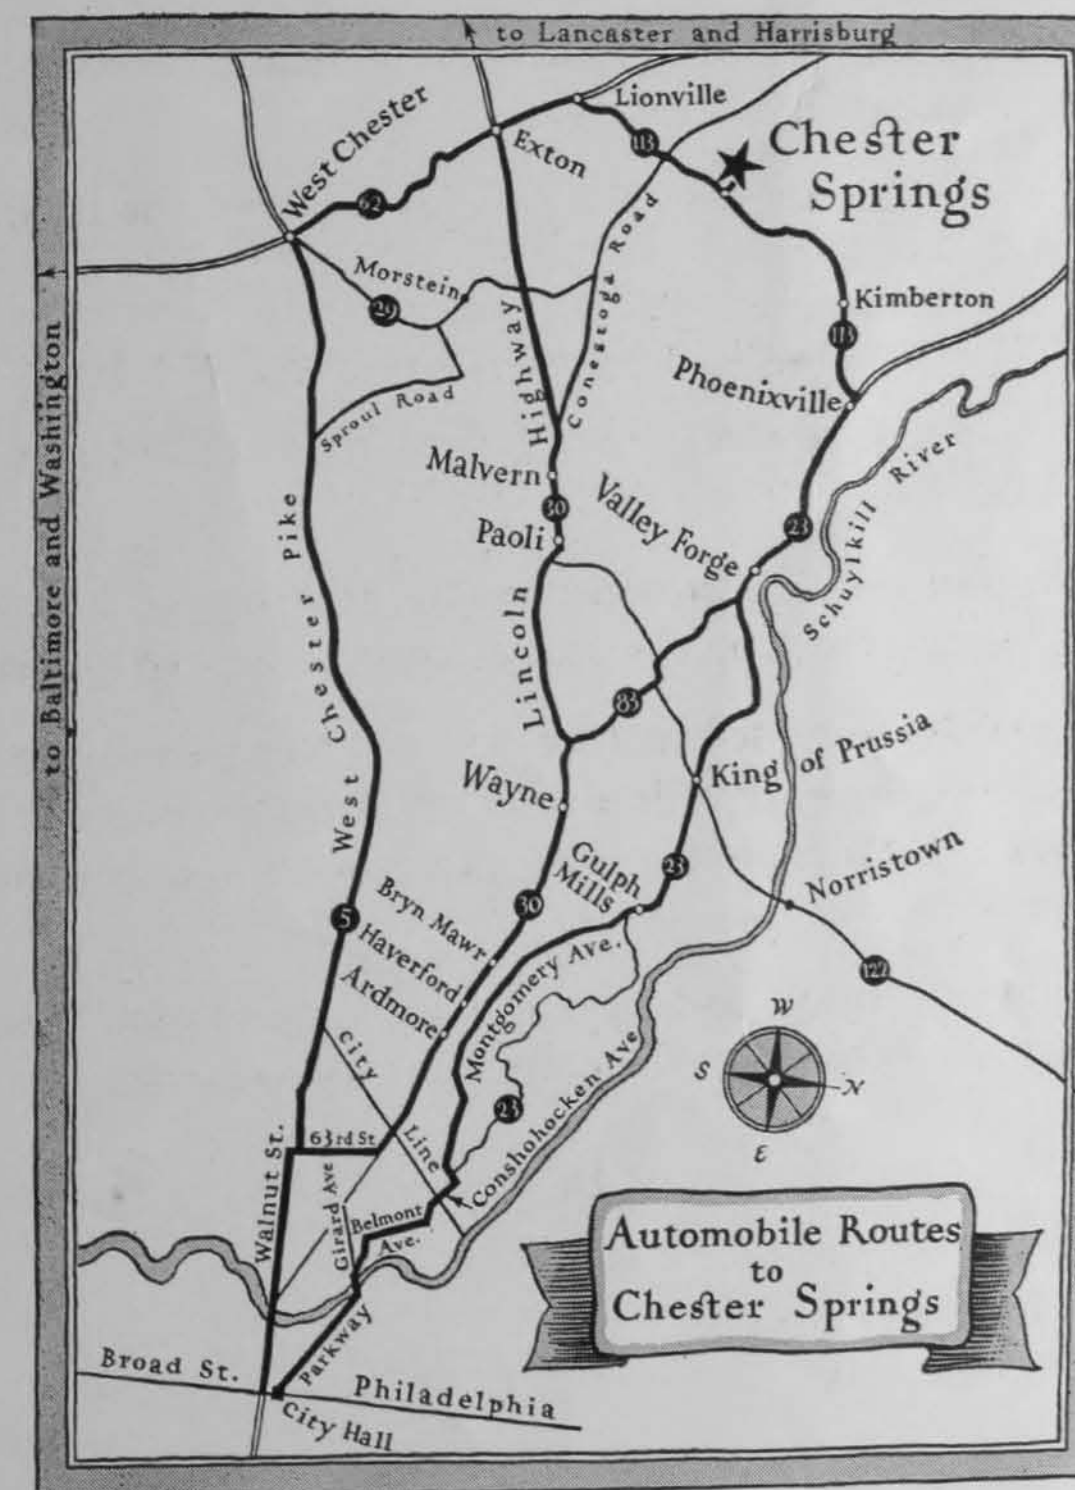 to Lancaster and Harrisburg
to Baltimore and Washington
Lionville
Exton
West Chester
113
Chester
Springs
62
Morstein
29
Conestoga Road
Kimberton
113
Highway
Sproul Road
Phoenixville
Malvern
30
Paoli
Valley Forge
23
Schuylkill River
West Chester Pike
Lincoln
83
King of Prussia
Wayne
Gulph
Mills
23
Norristown
30
5
Bryn Mawr
Haverford
Ardmore
Montgomery Ave.
122
City Line
23
Conshohocken Ave
W
S
N
E
63rd St.
Walnut St.
Girard Ave
Belmont
Ave.
Parkway
Broad St.
Philadelphia
City Hall
Automobile Routes
to
Chester Springs